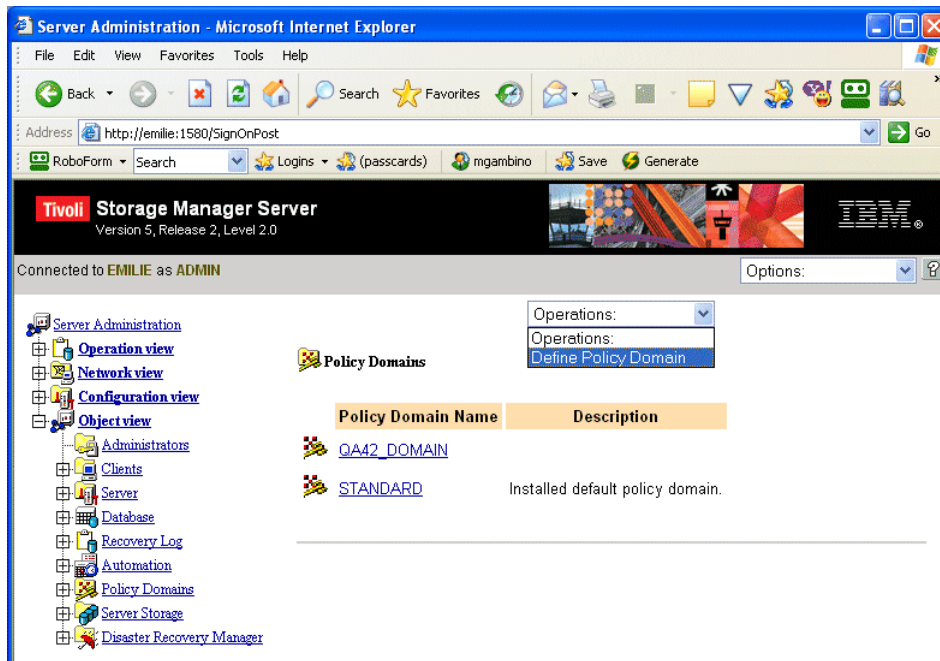 Server Administration - Microsoft Internet Explorer
File Edit View Favorites Tools Help
Back Search Favorites
Address http://emilie:1580/SignOnPost Go
RoboForm Search Logins (passcards) mgambino Save Generate
Tivoli Storage Manager Server
Version 5, Release 2, Level 2.0
IBM®
Connected to EMILIE as ADMIN
Options:
Server Administration
Operation view
Network view
Configuration view
Object view
Administrators
Clients
Server
Database
Recovery Log
Automation
Policy Domains
Server Storage
Disaster Recovery Manager
Operations:
Operations:
Define Policy Domain
Policy Domains
Policy Domain Name Description
QA42_DOMAIN
STANDARD Installed default policy domain.